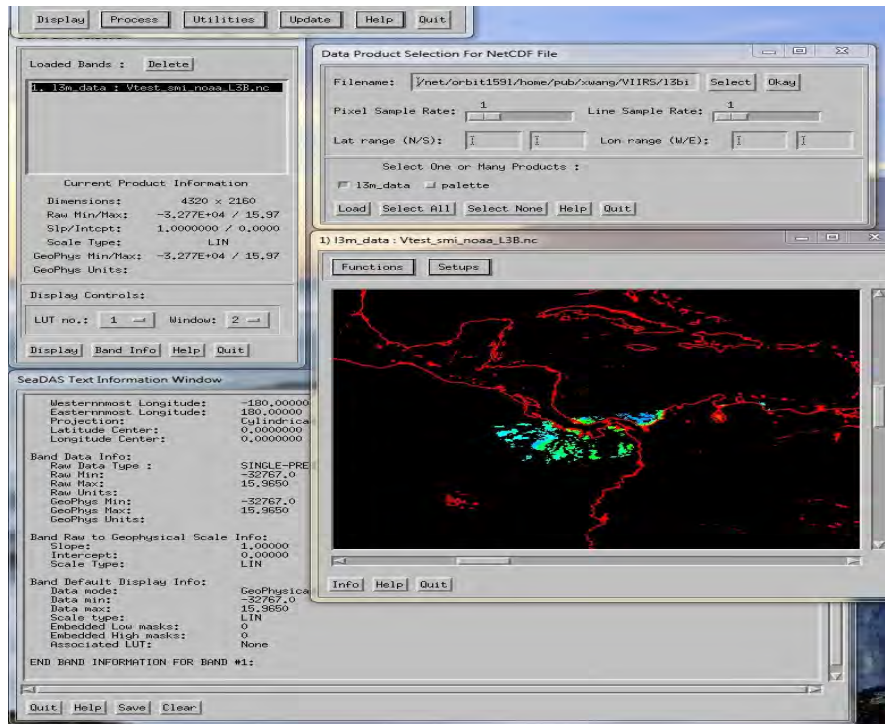 Display Process Utilities Update Help Quit
Loaded Bands : Delete
1. l3m_data : Vtest_smi_noaa_L3B.nc
Current Product Information
Dimensions: 4320 x 2160
Raw Min/Max: -3.277E+04 / 15.97
Slp/Intcpt: 1.0000000 / 0.0000
Scale Type: LIN
GeoPhys Min/Max: -3.277E+04 / 15.97
GeoPhys Units:
Display Controls:
LUT no.: 1 Window: 2
Display Band Info Help Quit
Data Product Selection For NetCDF File
Filename: /net/orbit159l/home/pub/xwang/VIIRS/l3bi Select Okay
Pixel Sample Rate: 1 Line Sample Rate: 1
Lat range (N/S): Lon range (W/E):
Select One or Many Products :
l3m_data palette
Load Select All Select None Help Quit
1) l3m_data : Vtest_smi_noaa_L3B.nc
Functions Setups
Info Help Quit
SeaDAS Text Information Window
Westernnmost Longitude: -180.00000
Easternnmost Longitude: 180.00000
Projection: Cylindrica
Latitude Center: 0.0000000
Longitude Center: 0.0000000
Band Data Info:
Raw Data Type : SINGLE-PRE
Raw Min: -32767.0
Raw Max: 15.9650
Raw Units:
GeoPhys Min: -32767.0
GeoPhys Max: 15.9650
GeoPhys Units:
Band Raw to Geophysical Scale Info:
Slope: 1.00000
Intercept: 0.00000
Scale Type: LIN
Band Default Display Info:
Data mode: GeoPhysica
Data min: -32767.0
Data max: 15.9650
Scale type: LIN
Embedded Low masks: 0
Embedded High masks: 0
Associated LUT: None
END BAND INFORMATION FOR BAND #1:
Quit Help Save Clear